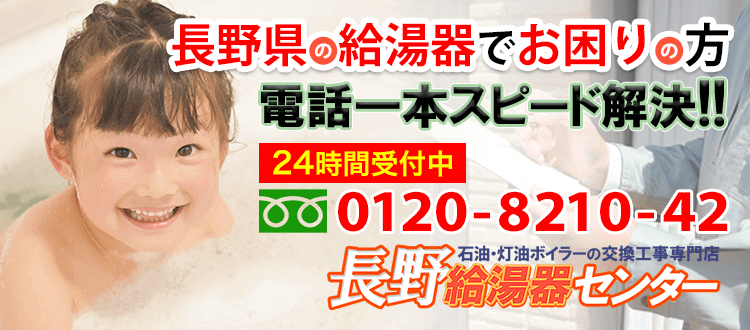 長野県の給湯器でお困りの方
電話一本スピード解決!!
24時間受付中
0120-8210-42
石油・灯油ボイラーの交換工事専門店
長野給湯器センター